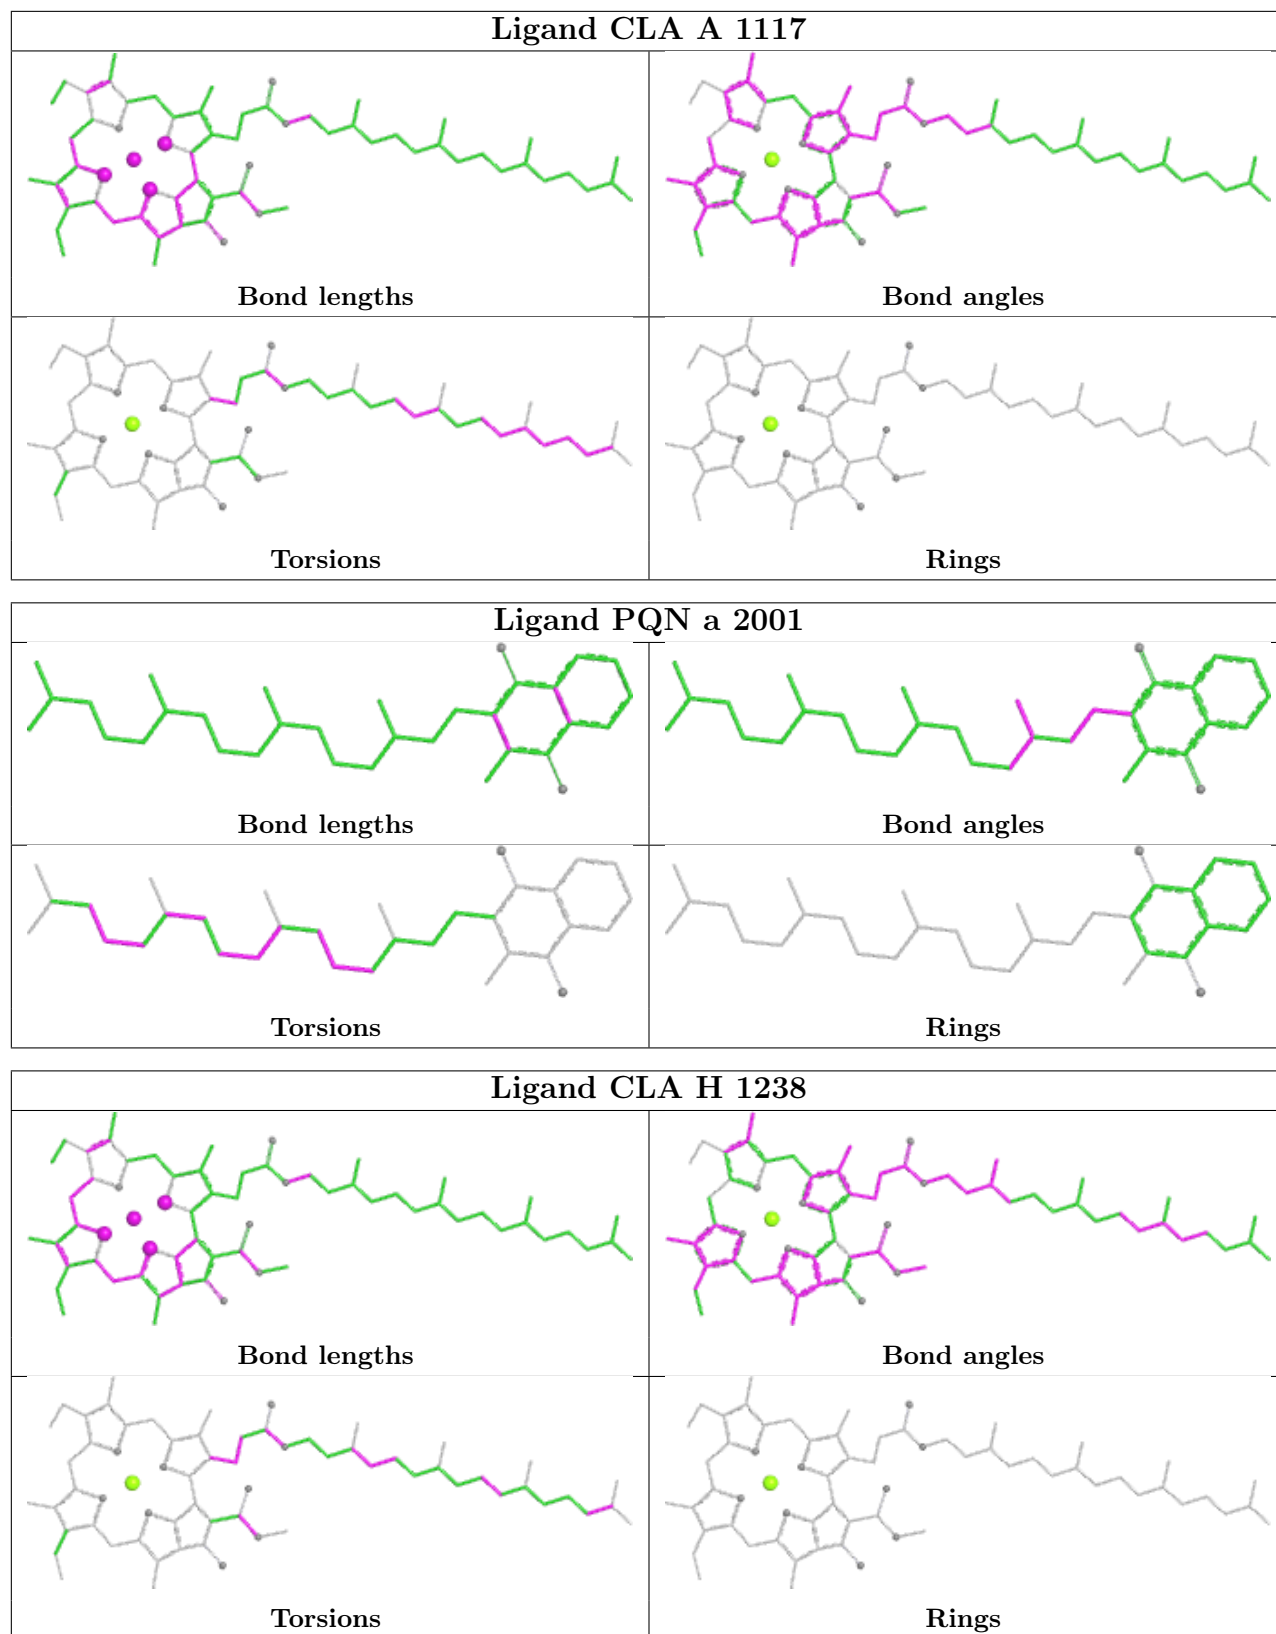 Ligand CLA A 1117
Bond lengths
Bond angles
Torsions
Rings
Ligand PQN a 2001
Bond lengths
Bond angles
Torsions
Rings
Ligand CLA H 1238
Bond lengths
Bond angles
Torsions
Rings